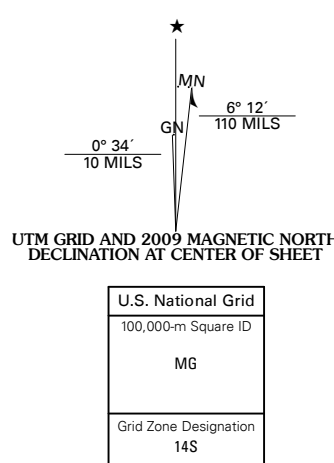 ★
MN
6° 12´
110 MILS
GN
0° 34´
10 MILS
UTM GRID AND 2009 MAGNETIC NORTH
DECLINATION AT CENTER OF SHEET
U.S. National Grid
100,000-m Square ID
MG
Grid Zone Designation
14S